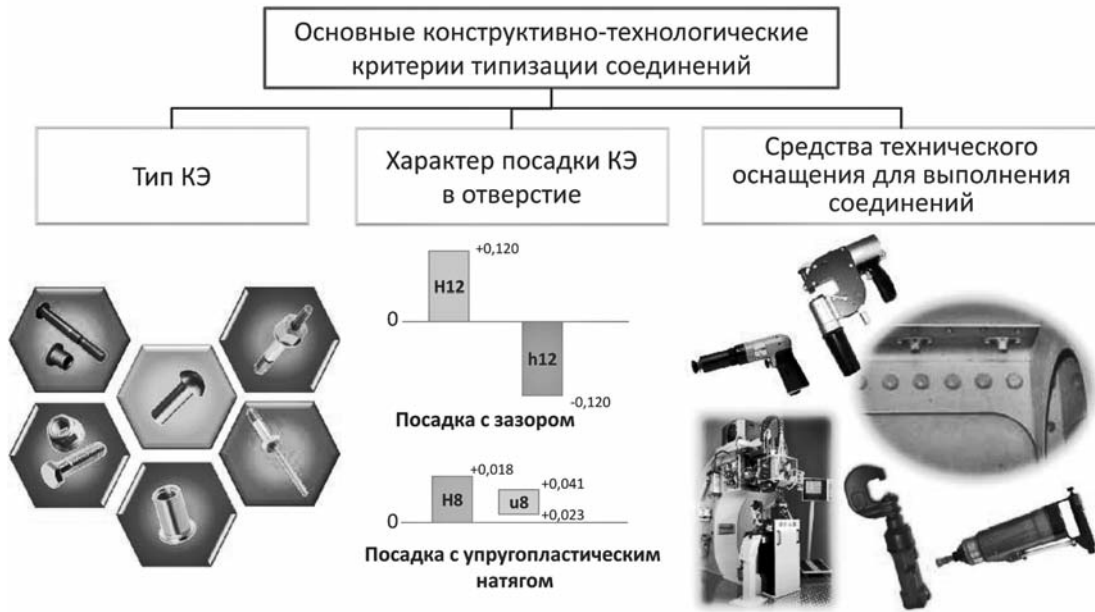 Основные конструктивно-технологические
критерии типизации соединений
Тип КЭ
Характер посадки КЭ
в отверстие
Средства технического
оснащения для выполнения
соединений
+0,120
H12
0
h12
-0,120
Посадка с зазором
+0,018
H8
+0,041
u8
+0,023
0
Посадка с упругопластическим
натягом